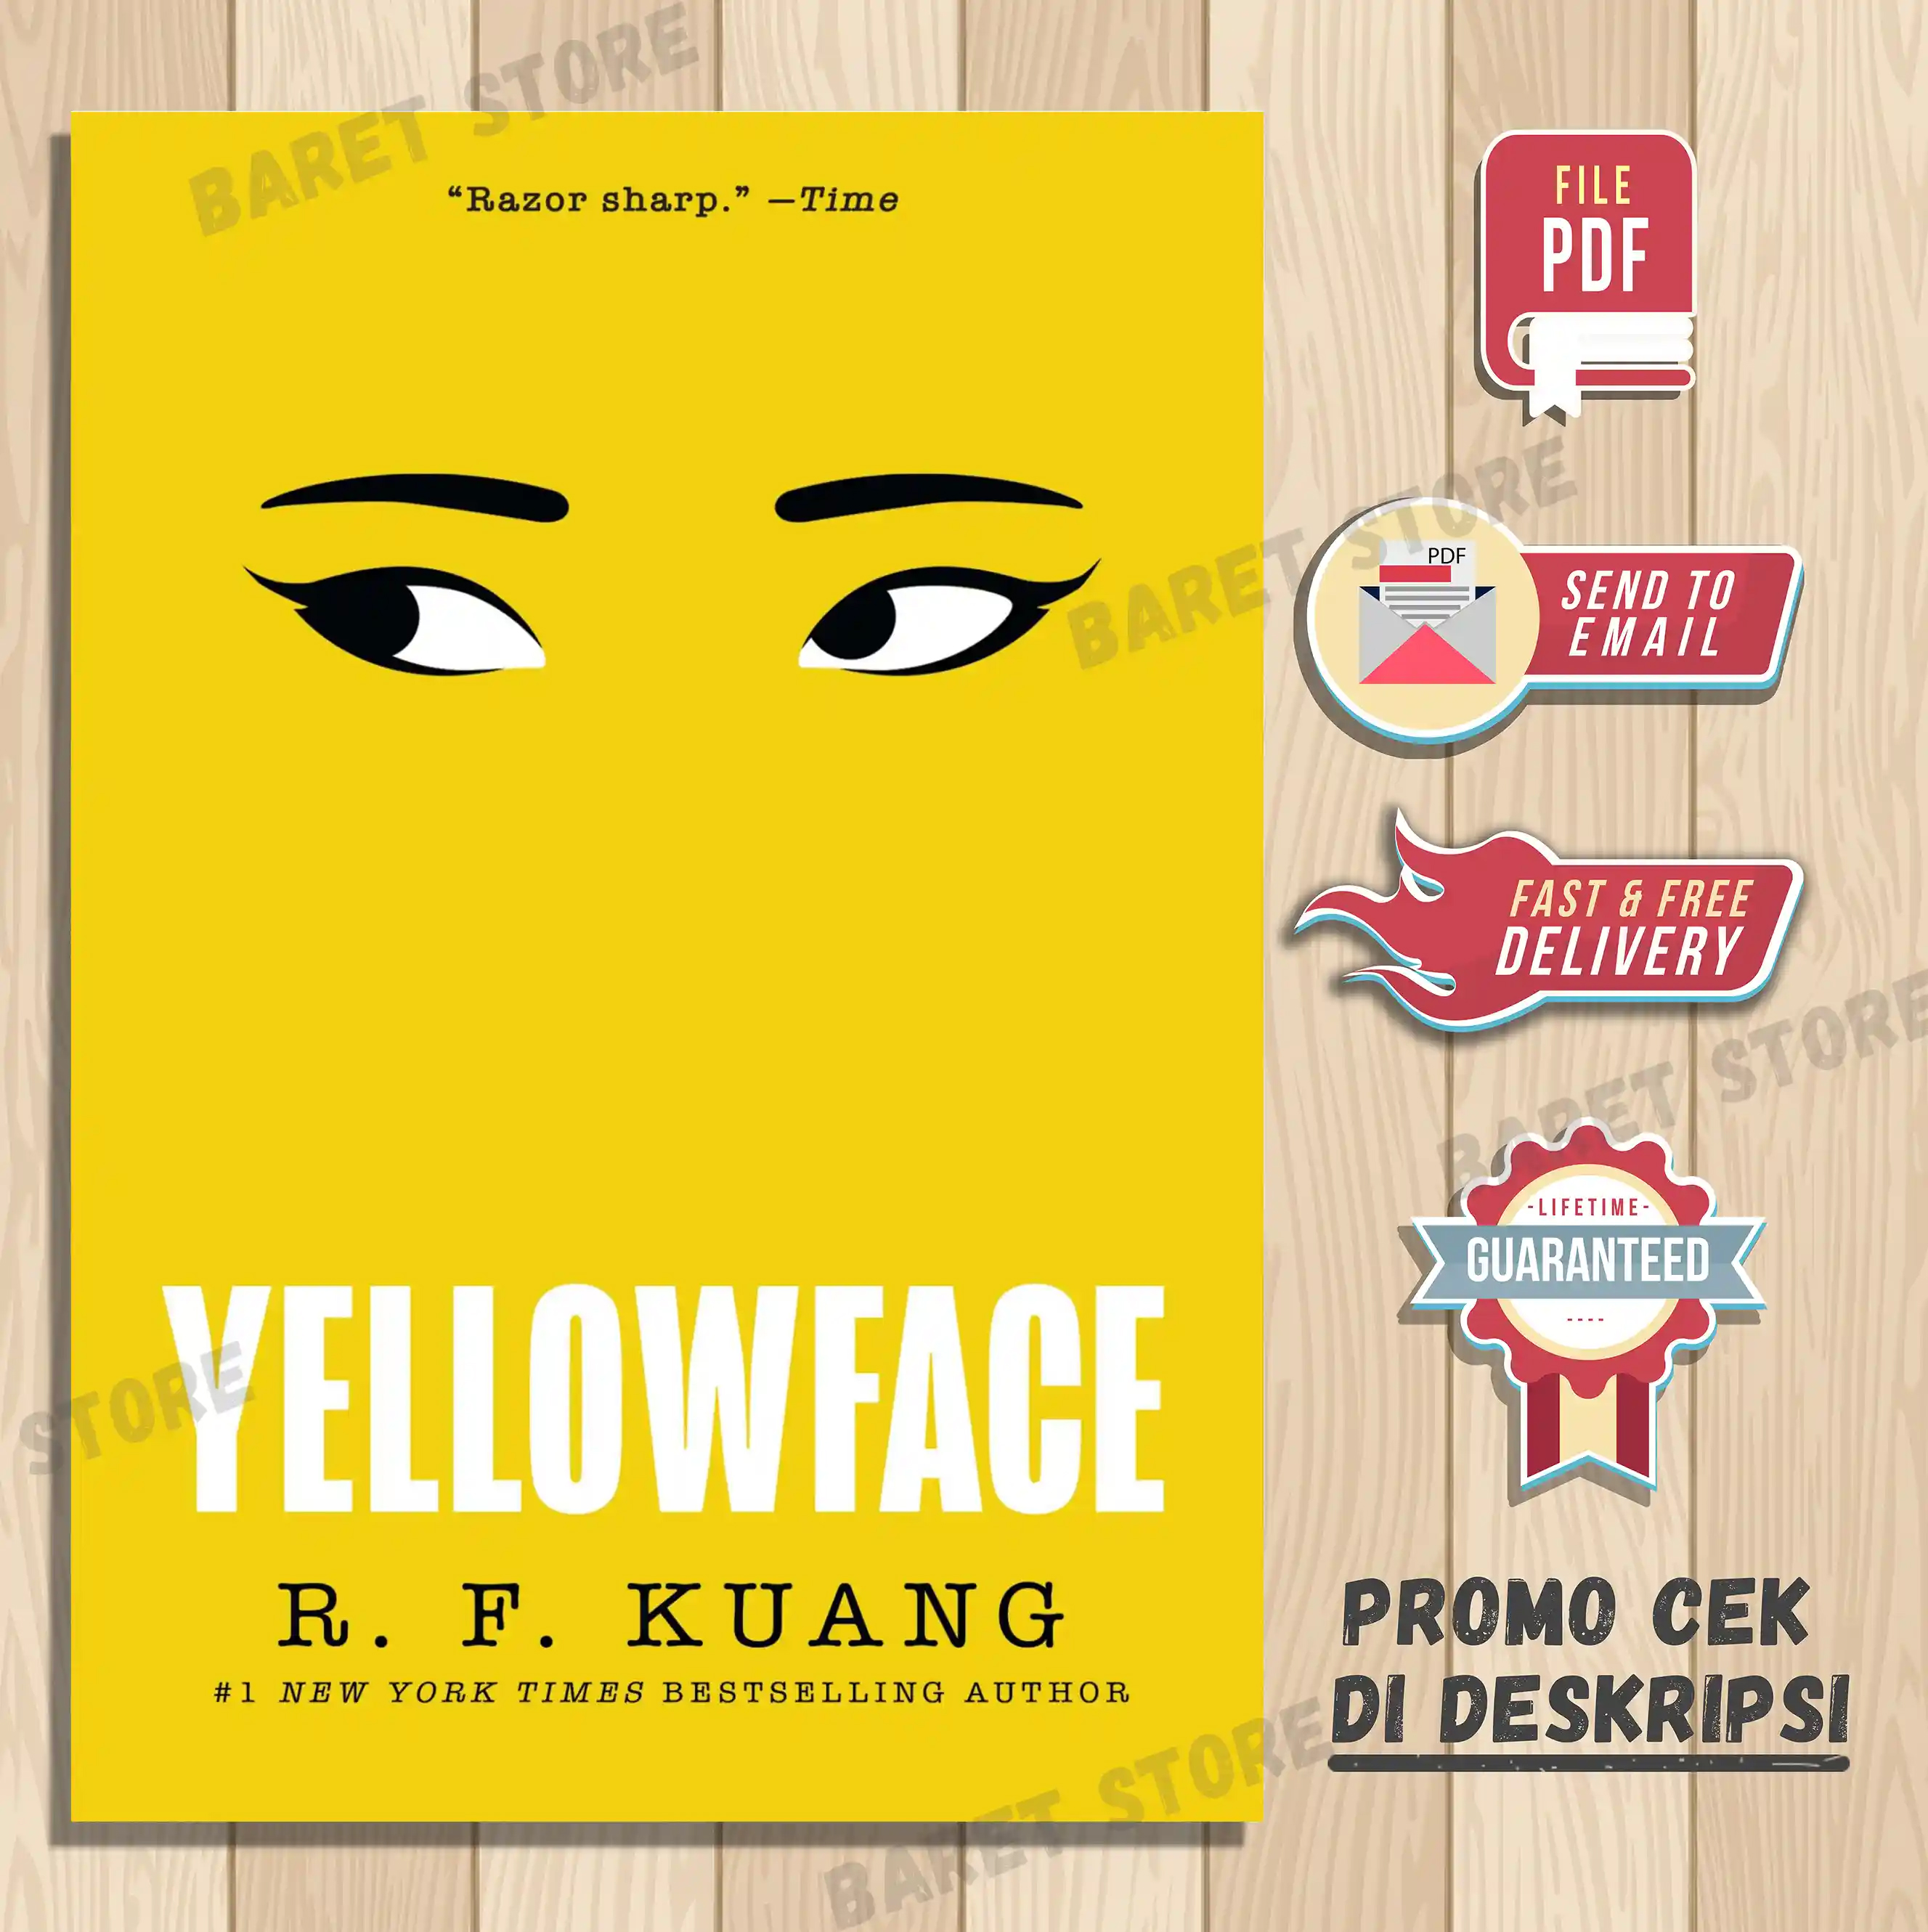 BARET STORE
“Razor sharp.” —Time
YELLOWFACE
R. F. KUANG
#1 NEW YORK TIMES BESTSELLING AUTHOR
FILE
PDF
PDF
SEND TO
EMAIL
BARET STORE
FAST & FREE
DELIVERY
BARET STORE
-LIFETIME-
GUARANTEED
----
PROMO CEK
DI DESKRIPSI
STORE
BARET STORE